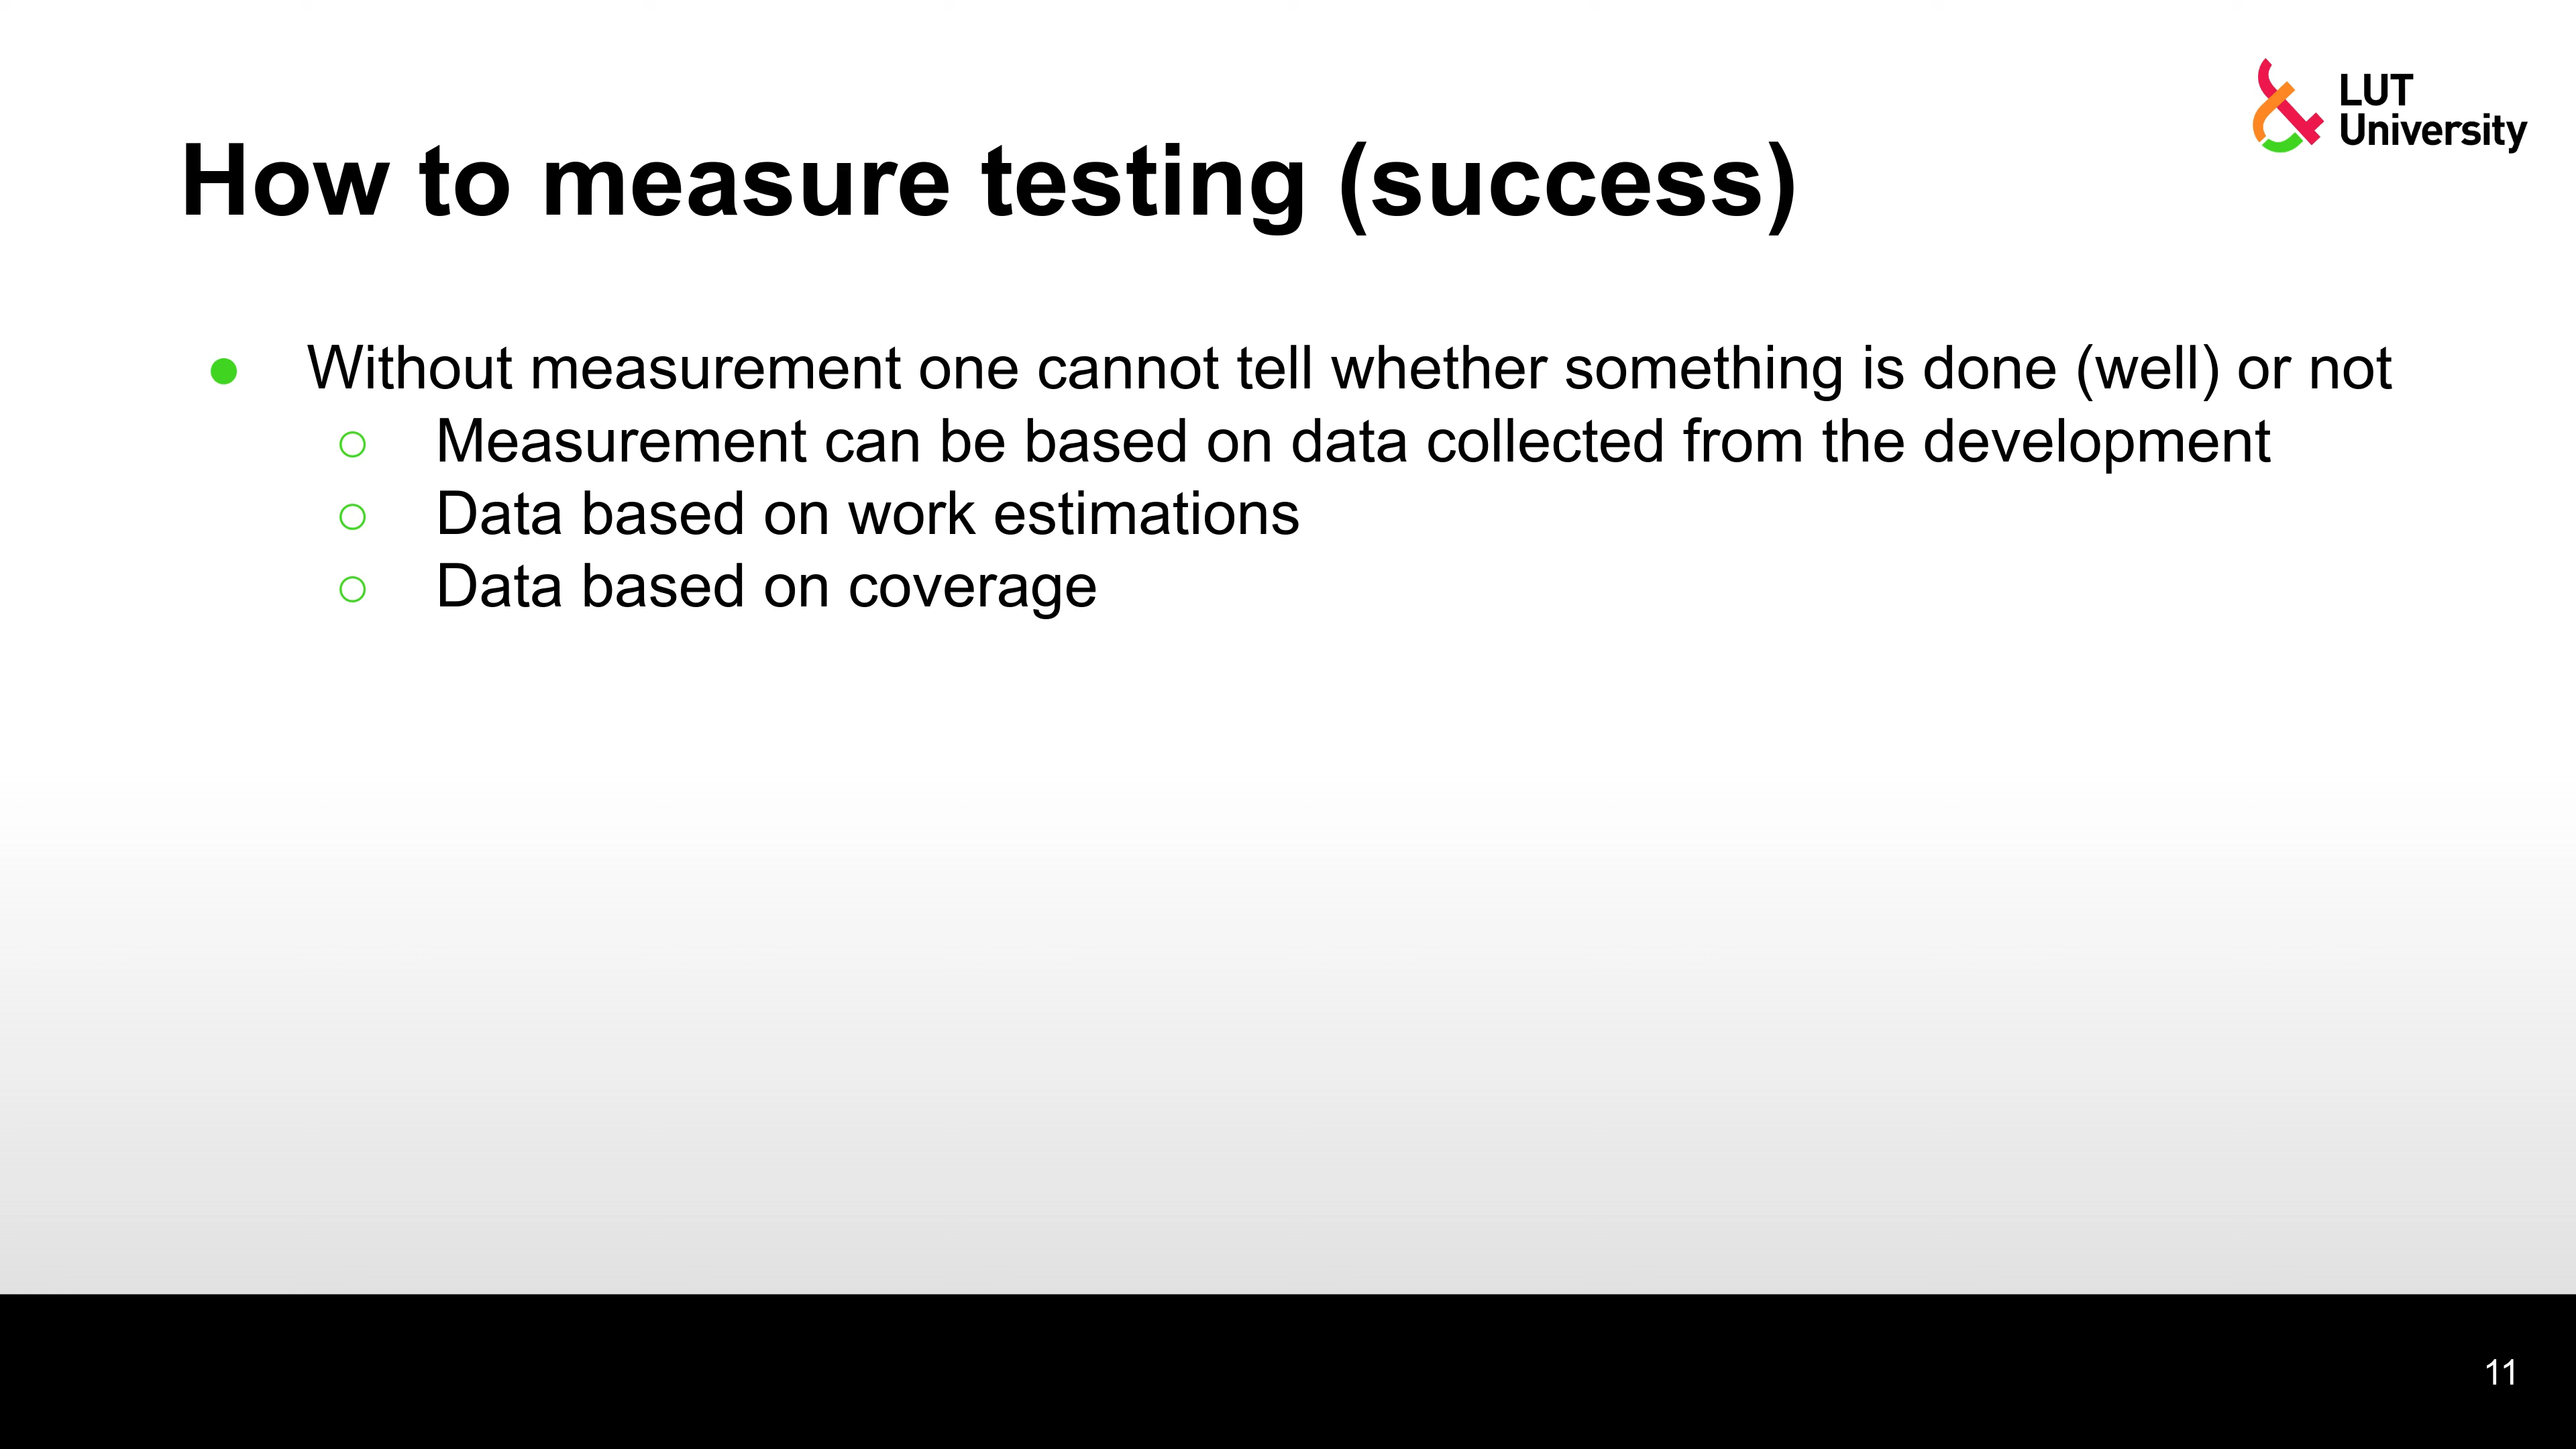 LUT
University
How to measure testing (success)
● Without measurement one cannot tell whether something is done (well) or not
○ Measurement can be based on data collected from the development
○ Data based on work estimations
○ Data based on coverage
11